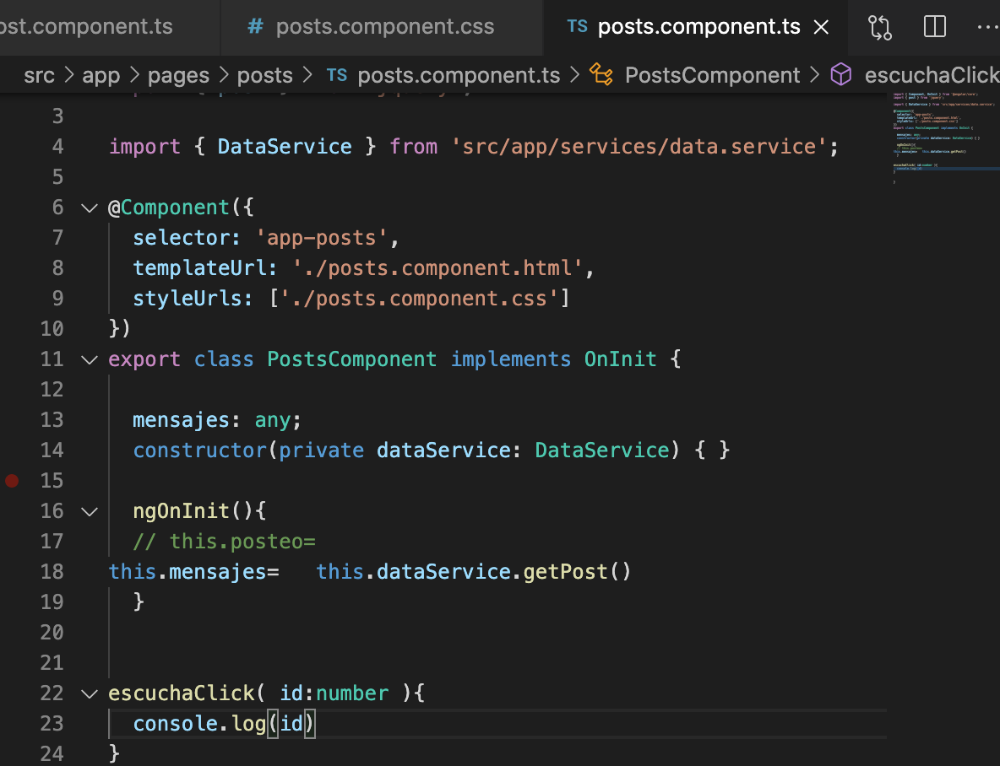 ost.component.ts # posts.component.css TS posts.component.ts
src > app > pages > posts > TS posts.component.ts > PostsComponent > escuchaClick
3
4 import { DataService } from 'src/app/services/data.service';
5
6 @Component({
7 selector: 'app-posts',
8 templateUrl: './posts.component.html',
9 styleUrls: ['./posts.component.css']
10 })
11 export class PostsComponent implements OnInit {
12
13 mensajes: any;
14 constructor(private dataService: DataService) { }
15
16 ngOnInit(){
17 // this.posteo=
18 this.mensajes=   this.dataService.getPost()
19 }
20
21
22 escuchaClick( id:number ){
23 console.log(id)
24 }